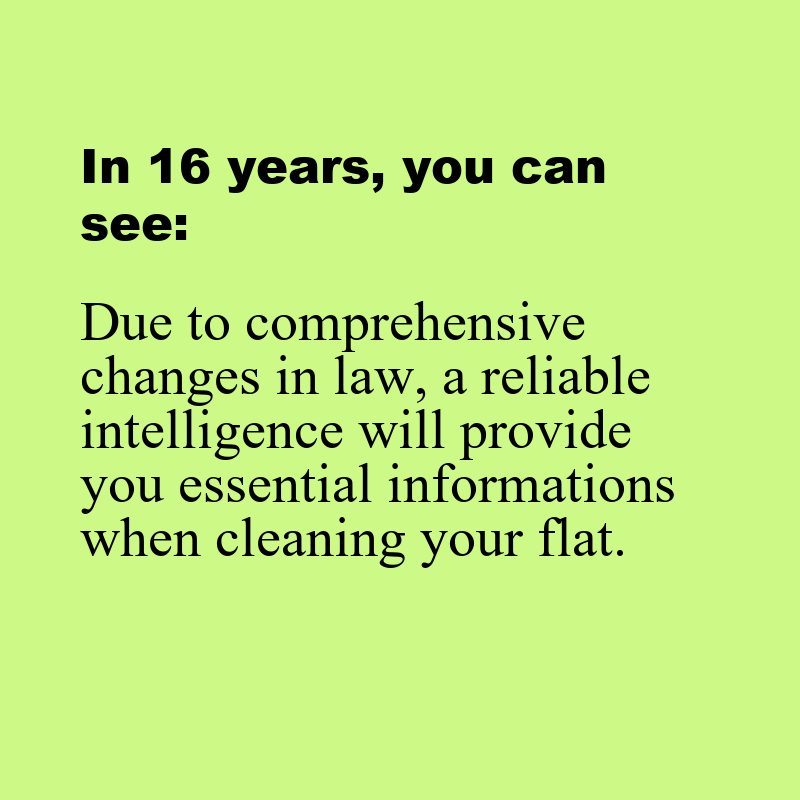 In 16 years, you can
see:
Due to comprehensive
changes in law, a reliable
intelligence will provide
you essential informations
when cleaning your flat.